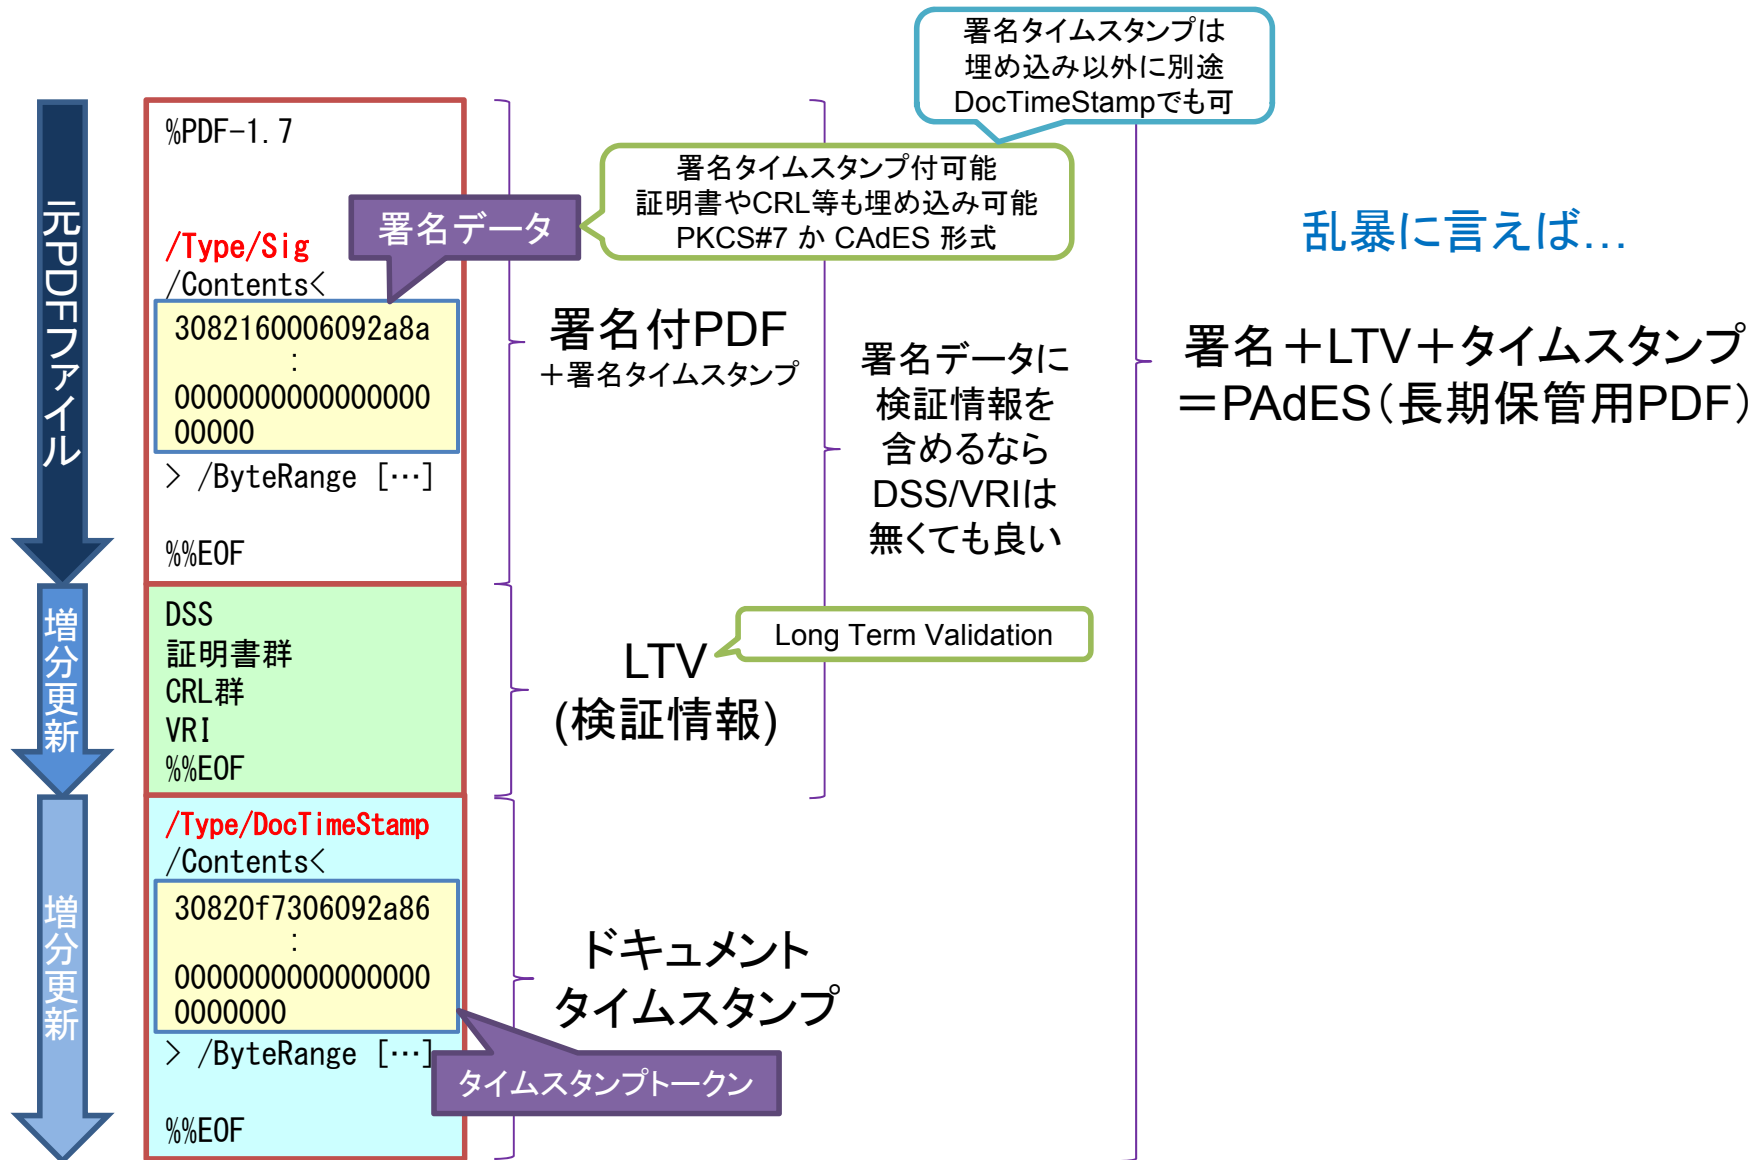 署名タイムスタンプは
埋め込み以外に別途
DocTimeStampでも可
元PDFファイル
%PDF-1.7
署名タイムスタンプ付可能
証明書やCRL等も埋め込み可能
PKCS#7 か CAdES 形式
署名データ
/Type/Sig
/Contents<
3082160006092a8a
:
0000000000000000
00000
> /ByteRange […]
%%EOF
署名付PDF
+署名タイムスタンプ
署名データに
検証情報を
含めるなら
DSS/VRIは
無くても良い
乱暴に言えば…
署名+LTV+タイムスタンプ
=PAdES(長期保管用PDF)
増分更新
DSS
証明書群
CRL群
VRI
%%EOF
LTV
(検証情報)
Long Term Validation
増分更新
/Type/DocTimeStamp
/Contents<
30820f7306092a86
:
0000000000000000
0000000
> /ByteRange […]
%%EOF
ドキュメント
タイムスタンプ
タイムスタンプトークン